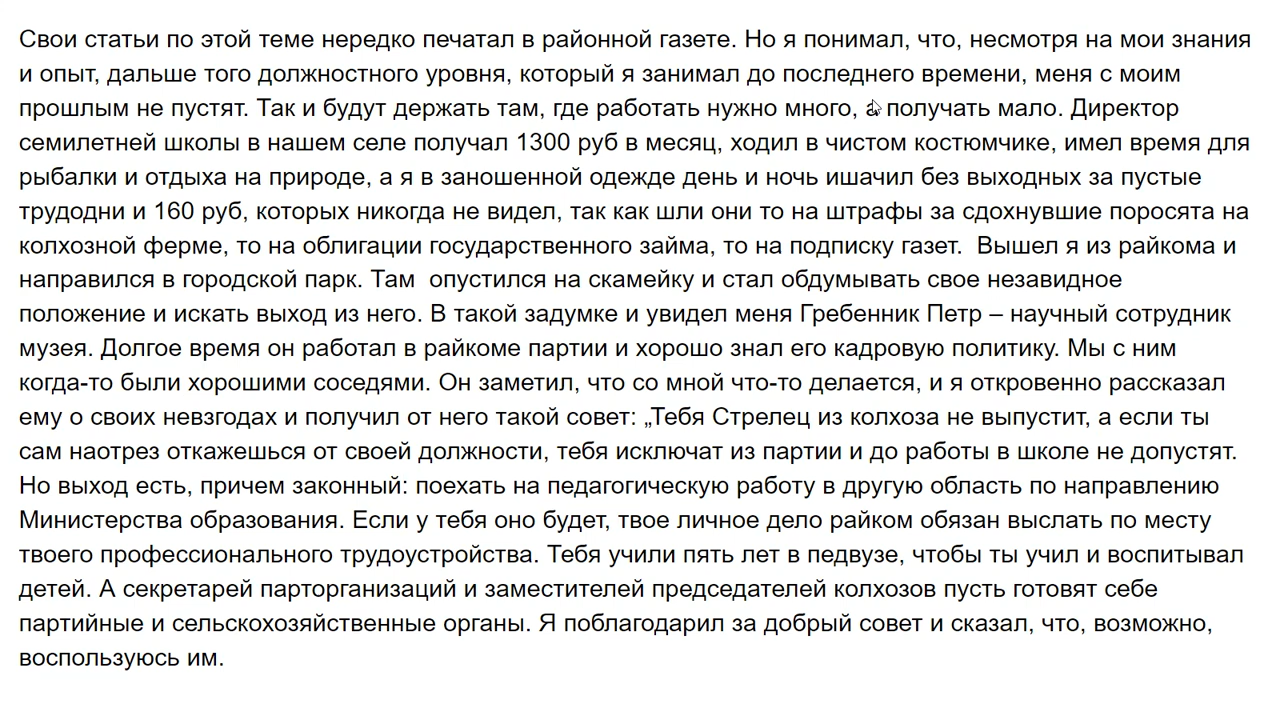 Свои статьи по этой теме нередко печатал в районной газете. Но я понимал, что, несмотря на мои знания
и опыт, дальше того должностного уровня, который я занимал до последнего времени, меня с моим
прошлым не пустят. Так и будут держать там, где работать нужно много, а получать мало. Директор
семилетней школы в нашем селе получал 1300 руб в месяц, ходил в чистом костюмчике, имел время для
рыбалки и отдыха на природе, а я в заношенной одежде день и ночь ишачил без выходных за пустые
трудодни и 160 руб, которых никогда не видел, так как шли они то на штрафы за сдохнувшие поросята на
колхозной ферме, то на облигации государственного займа, то на подписку газет.  Вышел я из райкома и
направился в городской парк. Там  опустился на скамейку и стал обдумывать свое незавидное
положение и искать выход из него. В такой задумке и увидел меня Гребенник Петр – научный сотрудник
музея. Долгое время он работал в райкоме партии и хорошо знал его кадровую политику. Мы с ним
когда-то были хорошими соседями. Он заметил, что со мной что-то делается, и я откровенно рассказал
ему о своих невзгодах и получил от него такой совет: „Тебя Стрелец из колхоза не выпустит, а если ты
сам наотрез откажешься от своей должности, тебя исключат из партии и до работы в школе не допустят.
Но выход есть, причем законный: поехать на педагогическую работу в другую область по направлению
Министерства образования. Если у тебя оно будет, твое личное дело райком обязан выслать по месту
твоего профессионального трудоустройства. Тебя учили пять лет в педвузе, чтобы ты учил и воспитывал
детей. А секретарей парторганизаций и заместителей председателей колхозов пусть готовят себе
партийные и сельскохозяйственные органы. Я поблагодарил за добрый совет и сказал, что, возможно,
воспользуюсь им.